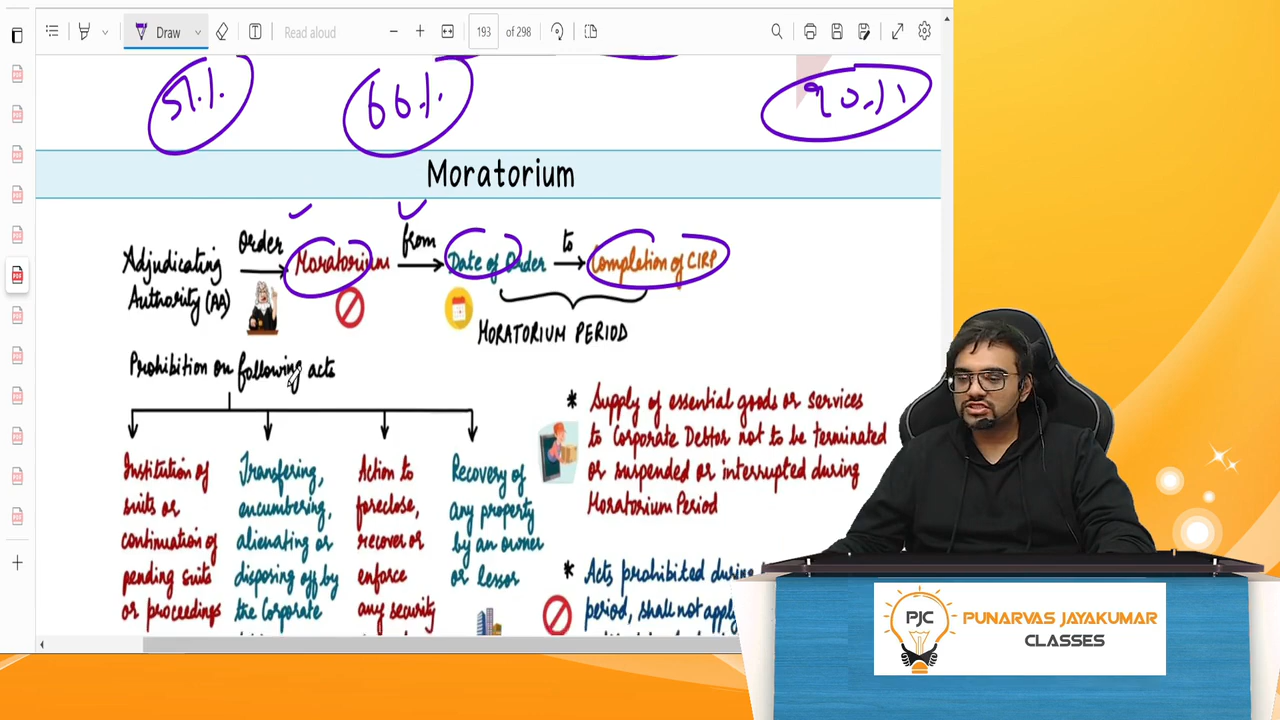 Draw
Read aloud
193 of 298
51.%
66%
90.%
Moratorium
Adjudicating Authority (AA)
Order
Moratorium
from
Date of Order
to
Completion of CIRP
MORATORIUM PERIOD
Prohibition on following acts
Institution of
suits or
continuation of
pending suits
or proceedings
Transfering,
encumbering,
alienating or
disposing off by
the Corporate
Action to
foreclose,
recover or
enforce
any security
Recovery of
any property
by an owner
or lessor
* Supply of essential goods or services
to Corporate Debtor not to be terminated
or suspended or interrupted during
Moratorium Period
* Acts prohibited during
period, shall not apply
PJC
PUNARVAS JAYAKUMAR
CLASSES